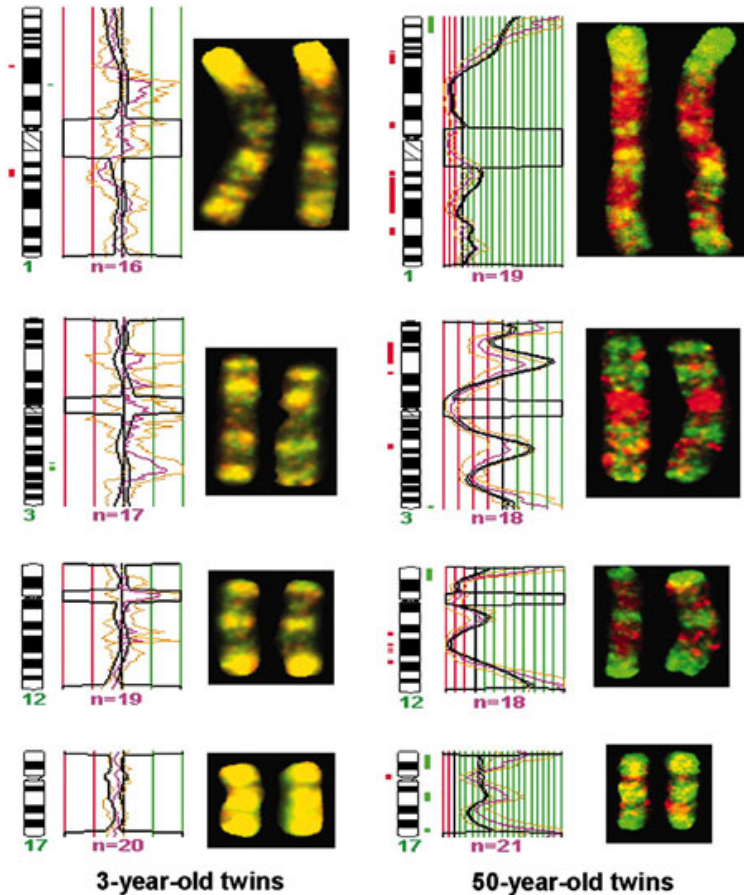 1
n=16
1
n=19
3
n=17
3
n=18
12
n=19
12
n=18
17
n=20
17
n=21
3-year-old twins
50-year-old twins